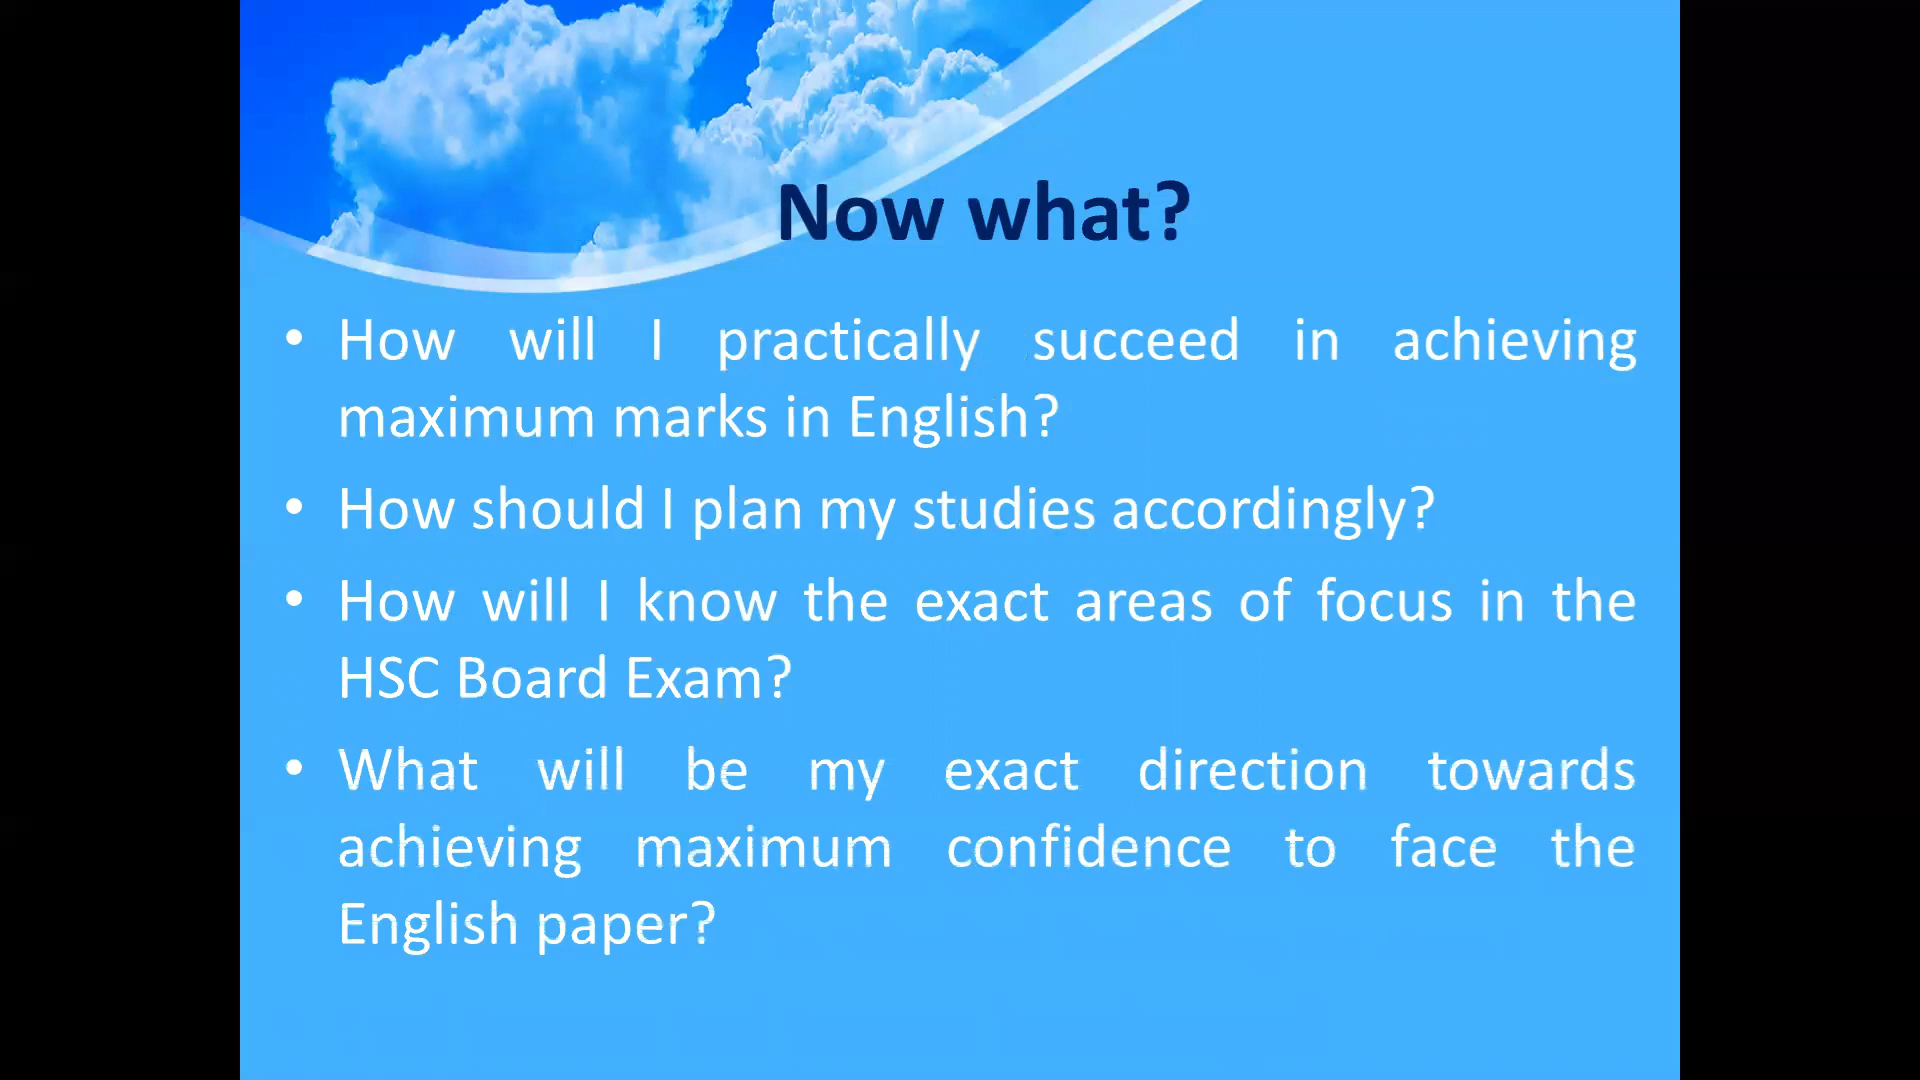 Now what?
• How will I practically succeed in achieving
maximum marks in English?
• How should I plan my studies accordingly?
• How will I know the exact areas of focus in the
HSC Board Exam?
• What will be my exact direction towards
achieving maximum confidence to face the
English paper?